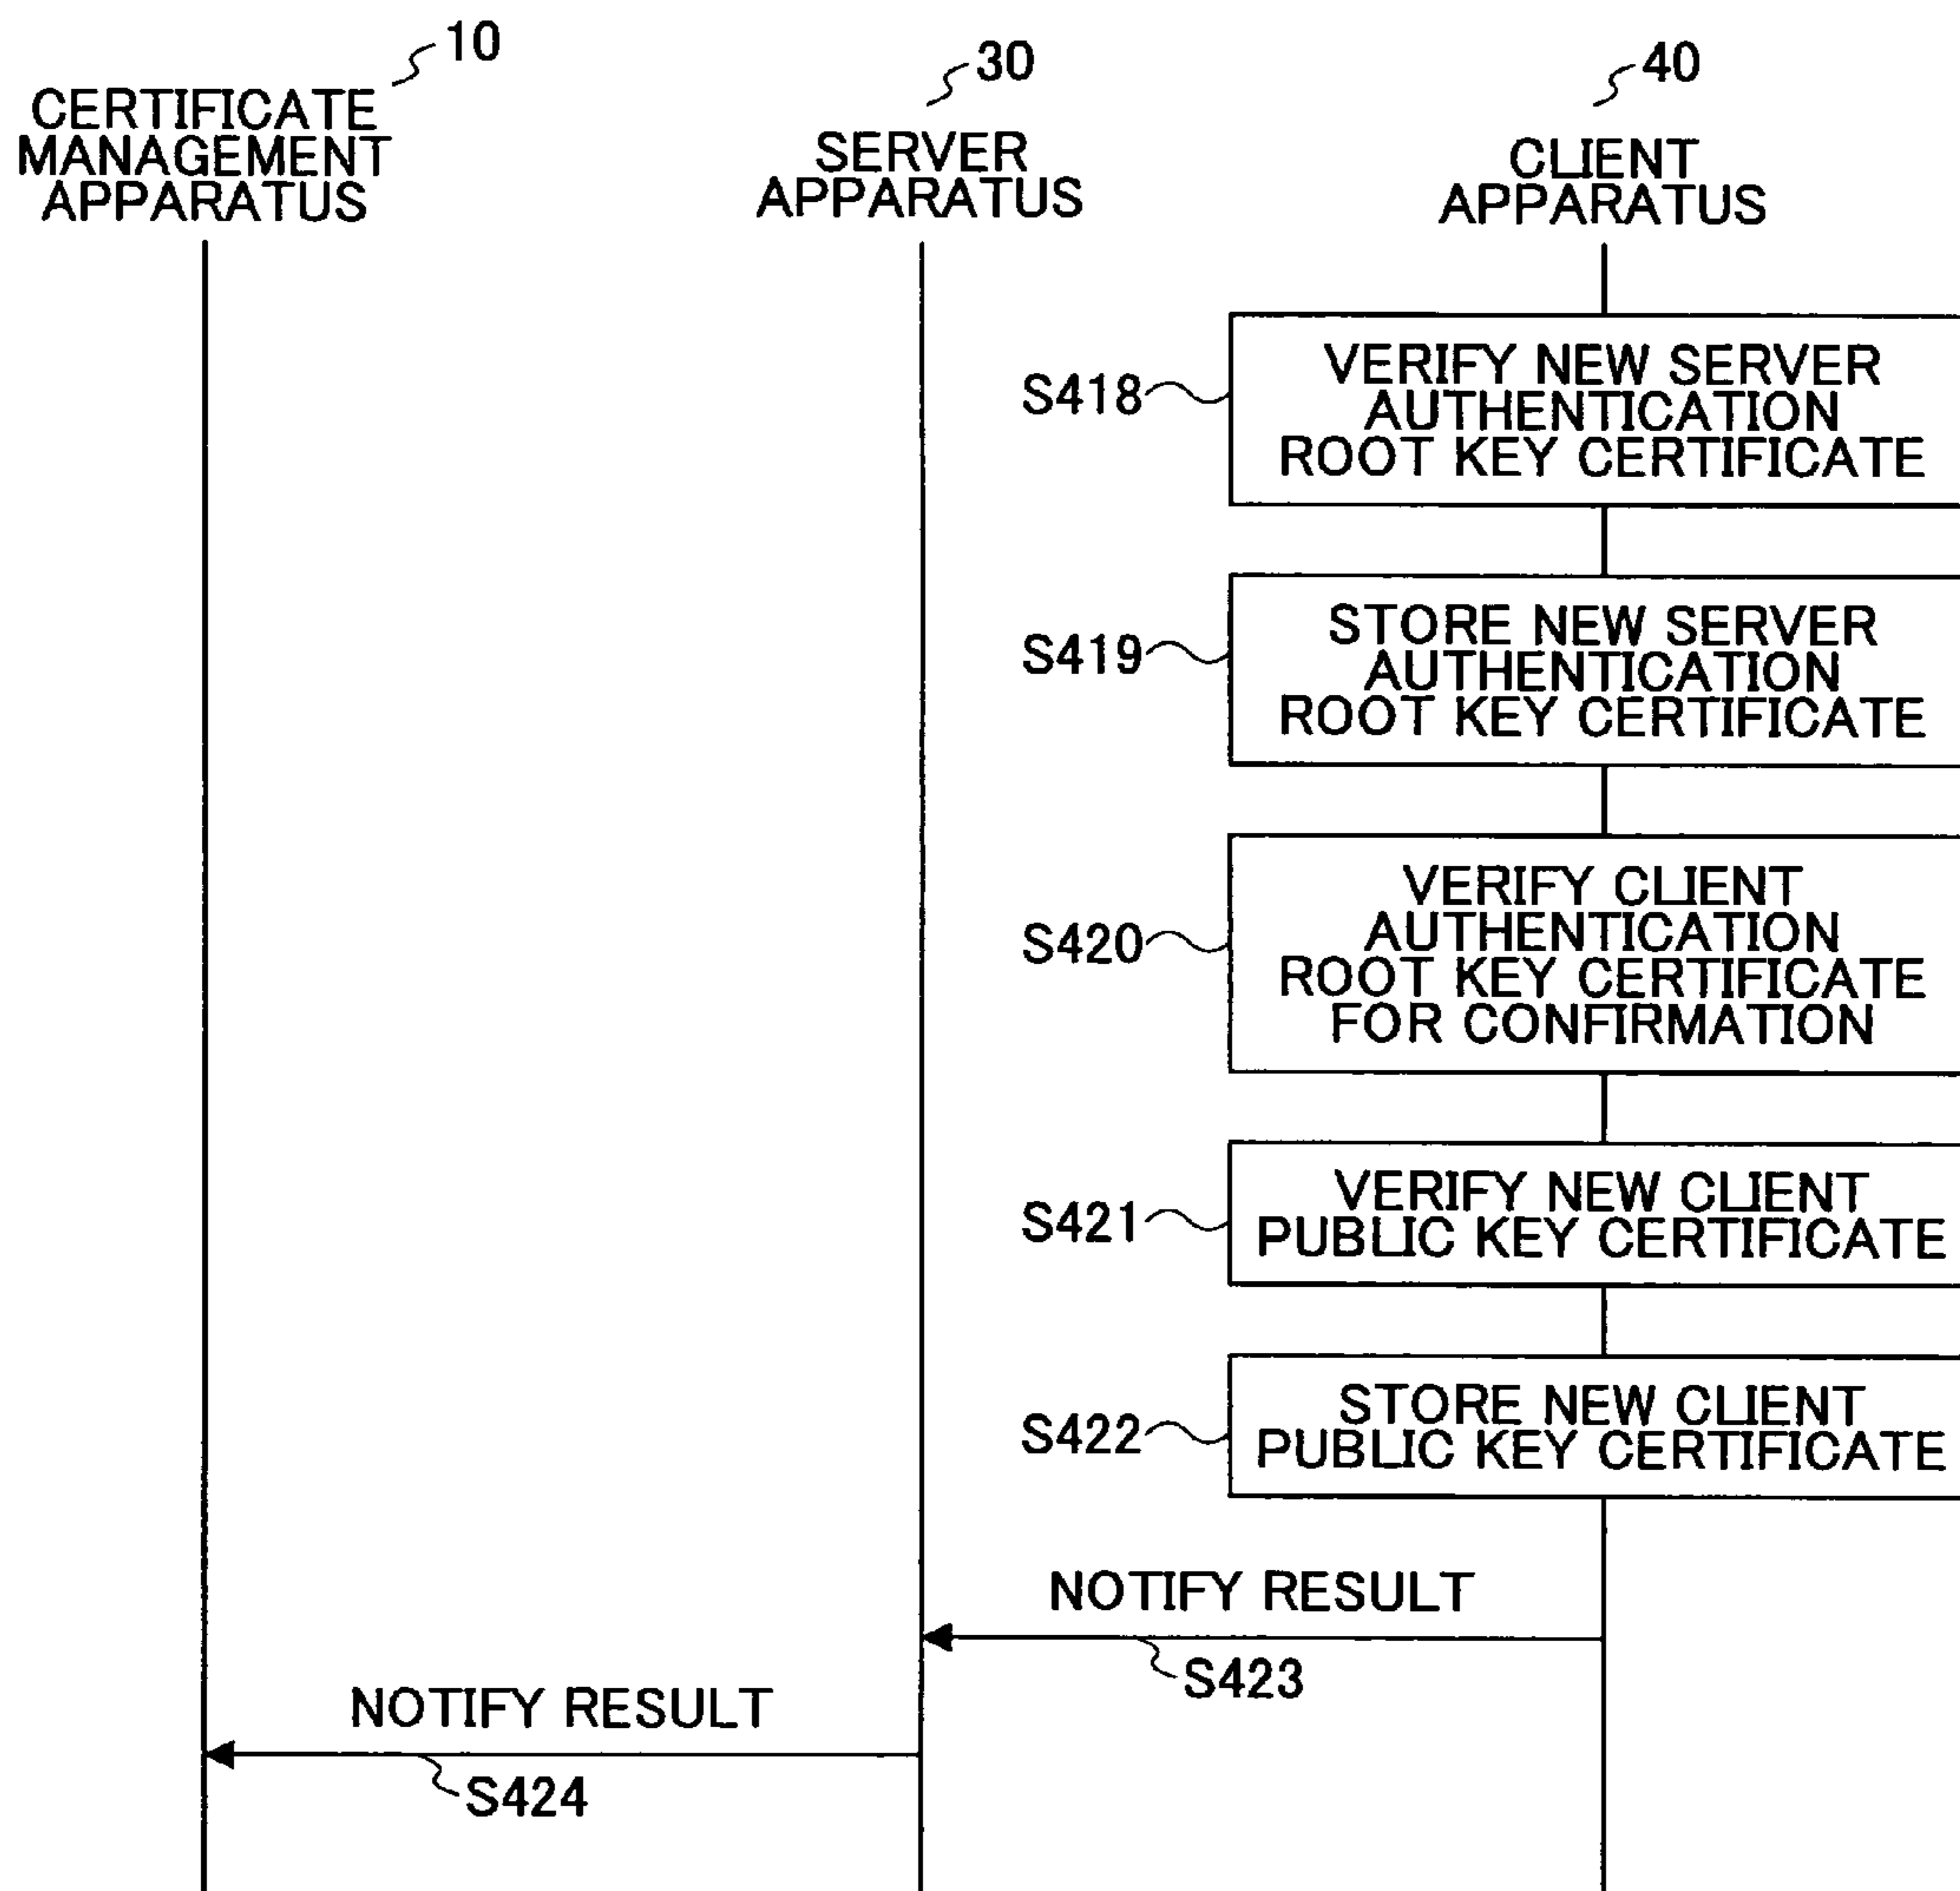 10
CERTIFICATE
MANAGEMENT
APPARATUS
30
SERVER
APPARATUS
40
CLIENT
APPARATUS
S418
VERIFY NEW SERVER
AUTHENTICATION
ROOT KEY CERTIFICATE
S419
STORE NEW SERVER
AUTHENTICATION
ROOT KEY CERTIFICATE
S420
VERIFY CLIENT
AUTHENTICATION
ROOT KEY CERTIFICATE
FOR CONFIRMATION
S421
VERIFY NEW CLIENT
PUBLIC KEY CERTIFICATE
S422
STORE NEW CLIENT
PUBLIC KEY CERTIFICATE
NOTIFY RESULT
S423
NOTIFY RESULT
S424